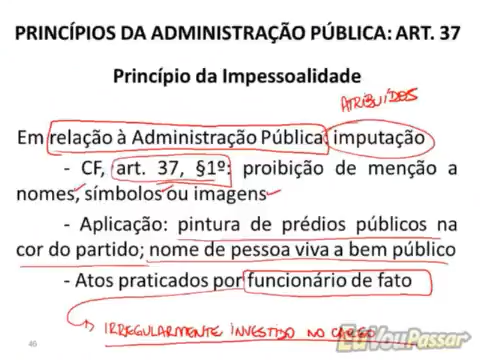 PRINCÍPIOS DA ADMINISTRAÇÃO PÚBLICA: ART. 37
Princípio da Impessoalidade
ATRIBUÍDOS
Em relação à Administração Pública: imputação
- CF, art. 37, §1º: proibição de menção a
nomes, símbolos ou imagens
- Aplicação: pintura de prédios públicos na
cor do partido; nome de pessoa viva a bem público
- Atos praticados por funcionário de fato
IRREGULARMENTE INVESTIDO NO CARGO
46
EuVouPassar